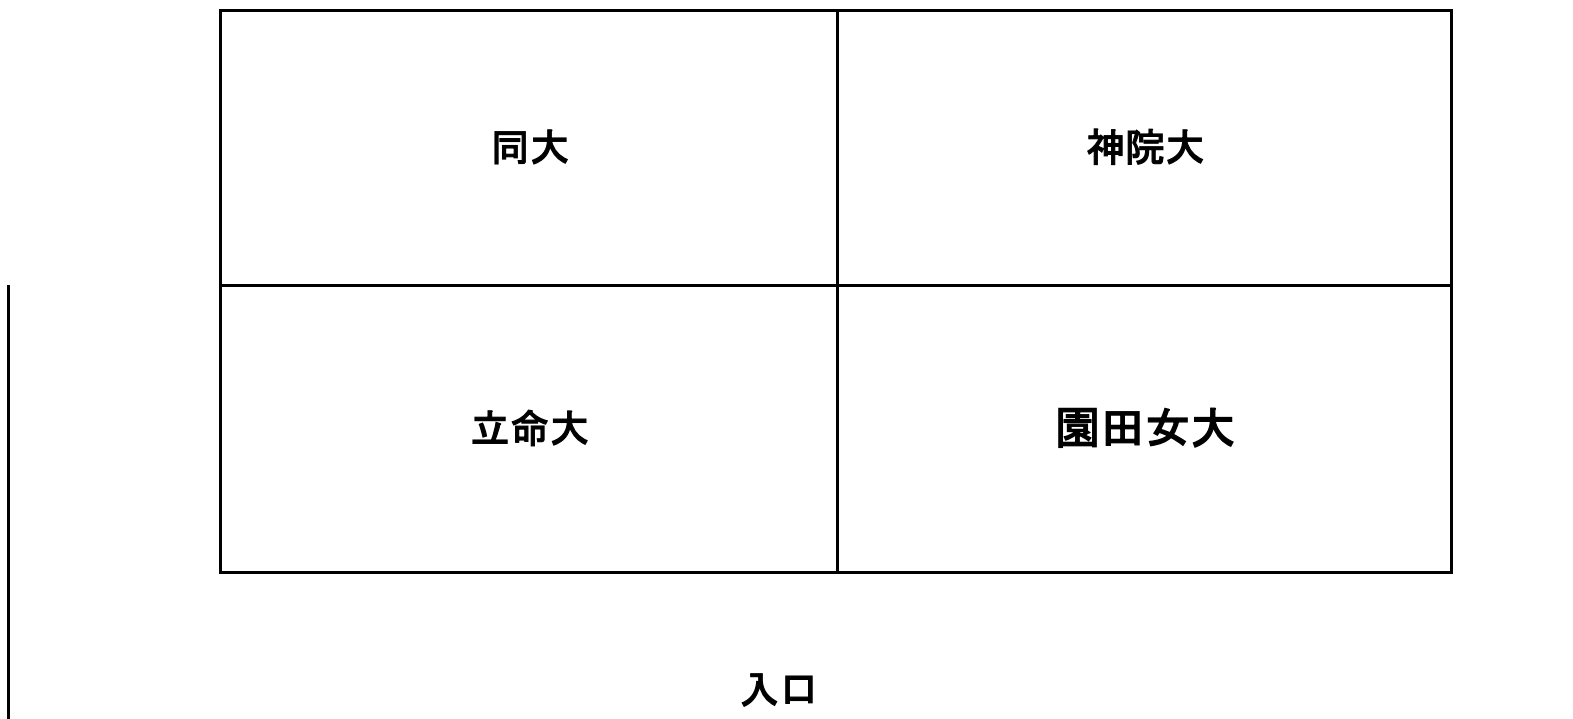 同大
神院大
立命大
園田女大
入口